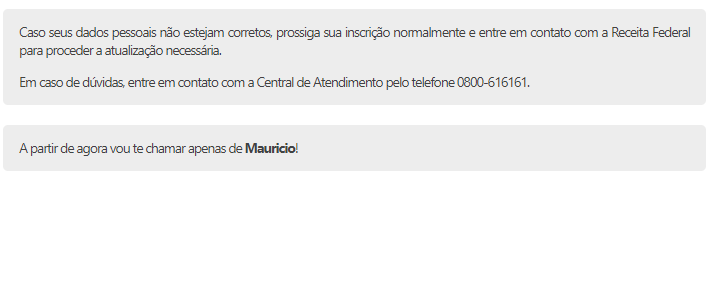 Caso seus dados pessoais não estejam corretos, prossiga sua inscrição normalmente e entre em contato com a Receita Federal
para proceder a atualização necessária.
Em caso de dúvidas, entre em contato com a Central de Atendimento pelo telefone 0800-616161.
A partir de agora vou te chamar apenas de Mauricio!